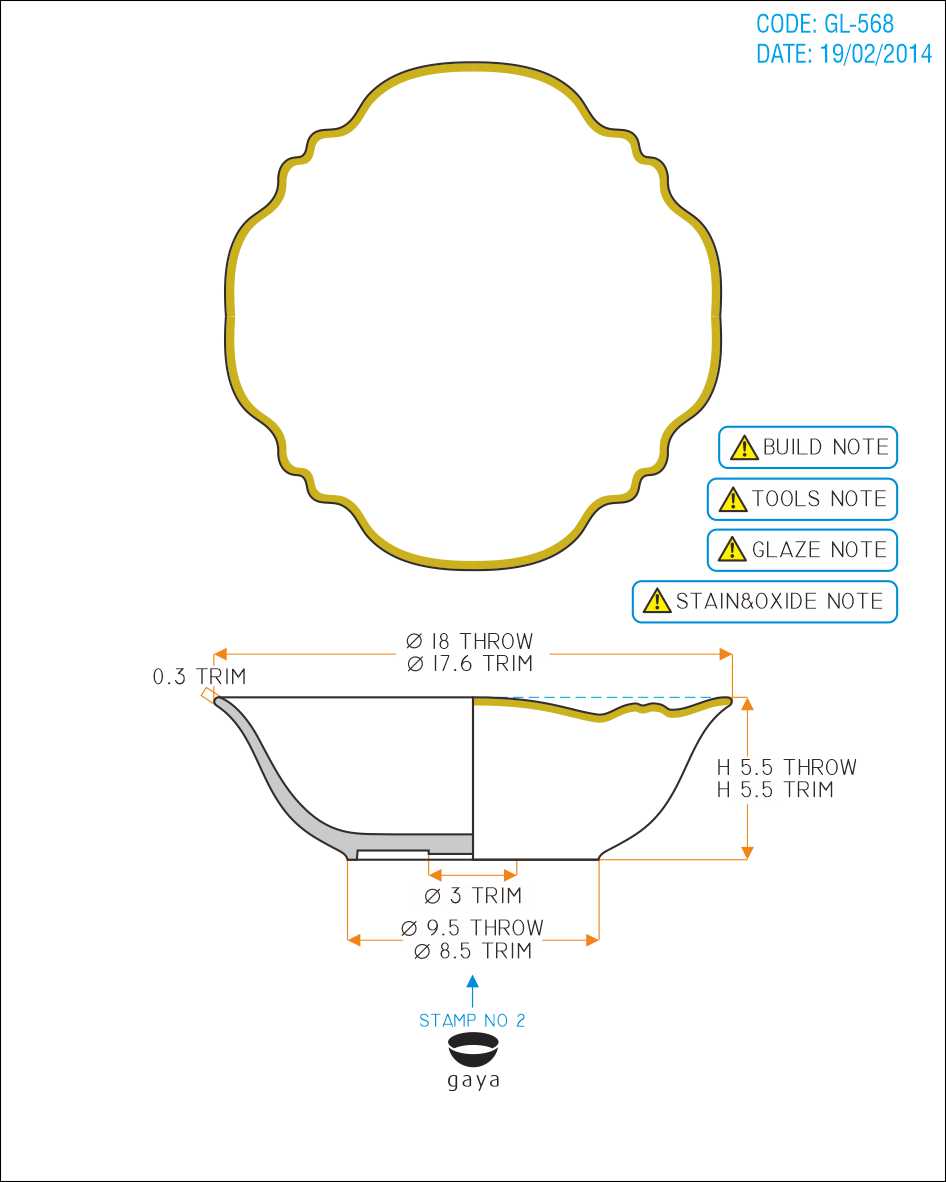 CODE: GL-568
DATE: 19/02/2014
BUILD NOTE
TOOLS NOTE
GLAZE NOTE
STAIN&OXIDE NOTE
Ø 18 THROW
Ø 17.6 TRIM
0.3 TRIM
H 5.5 THROW
H 5.5 TRIM
Ø 3 TRIM
Ø 9.5 THROW
Ø 8.5 TRIM
STAMP NO 2
gaya